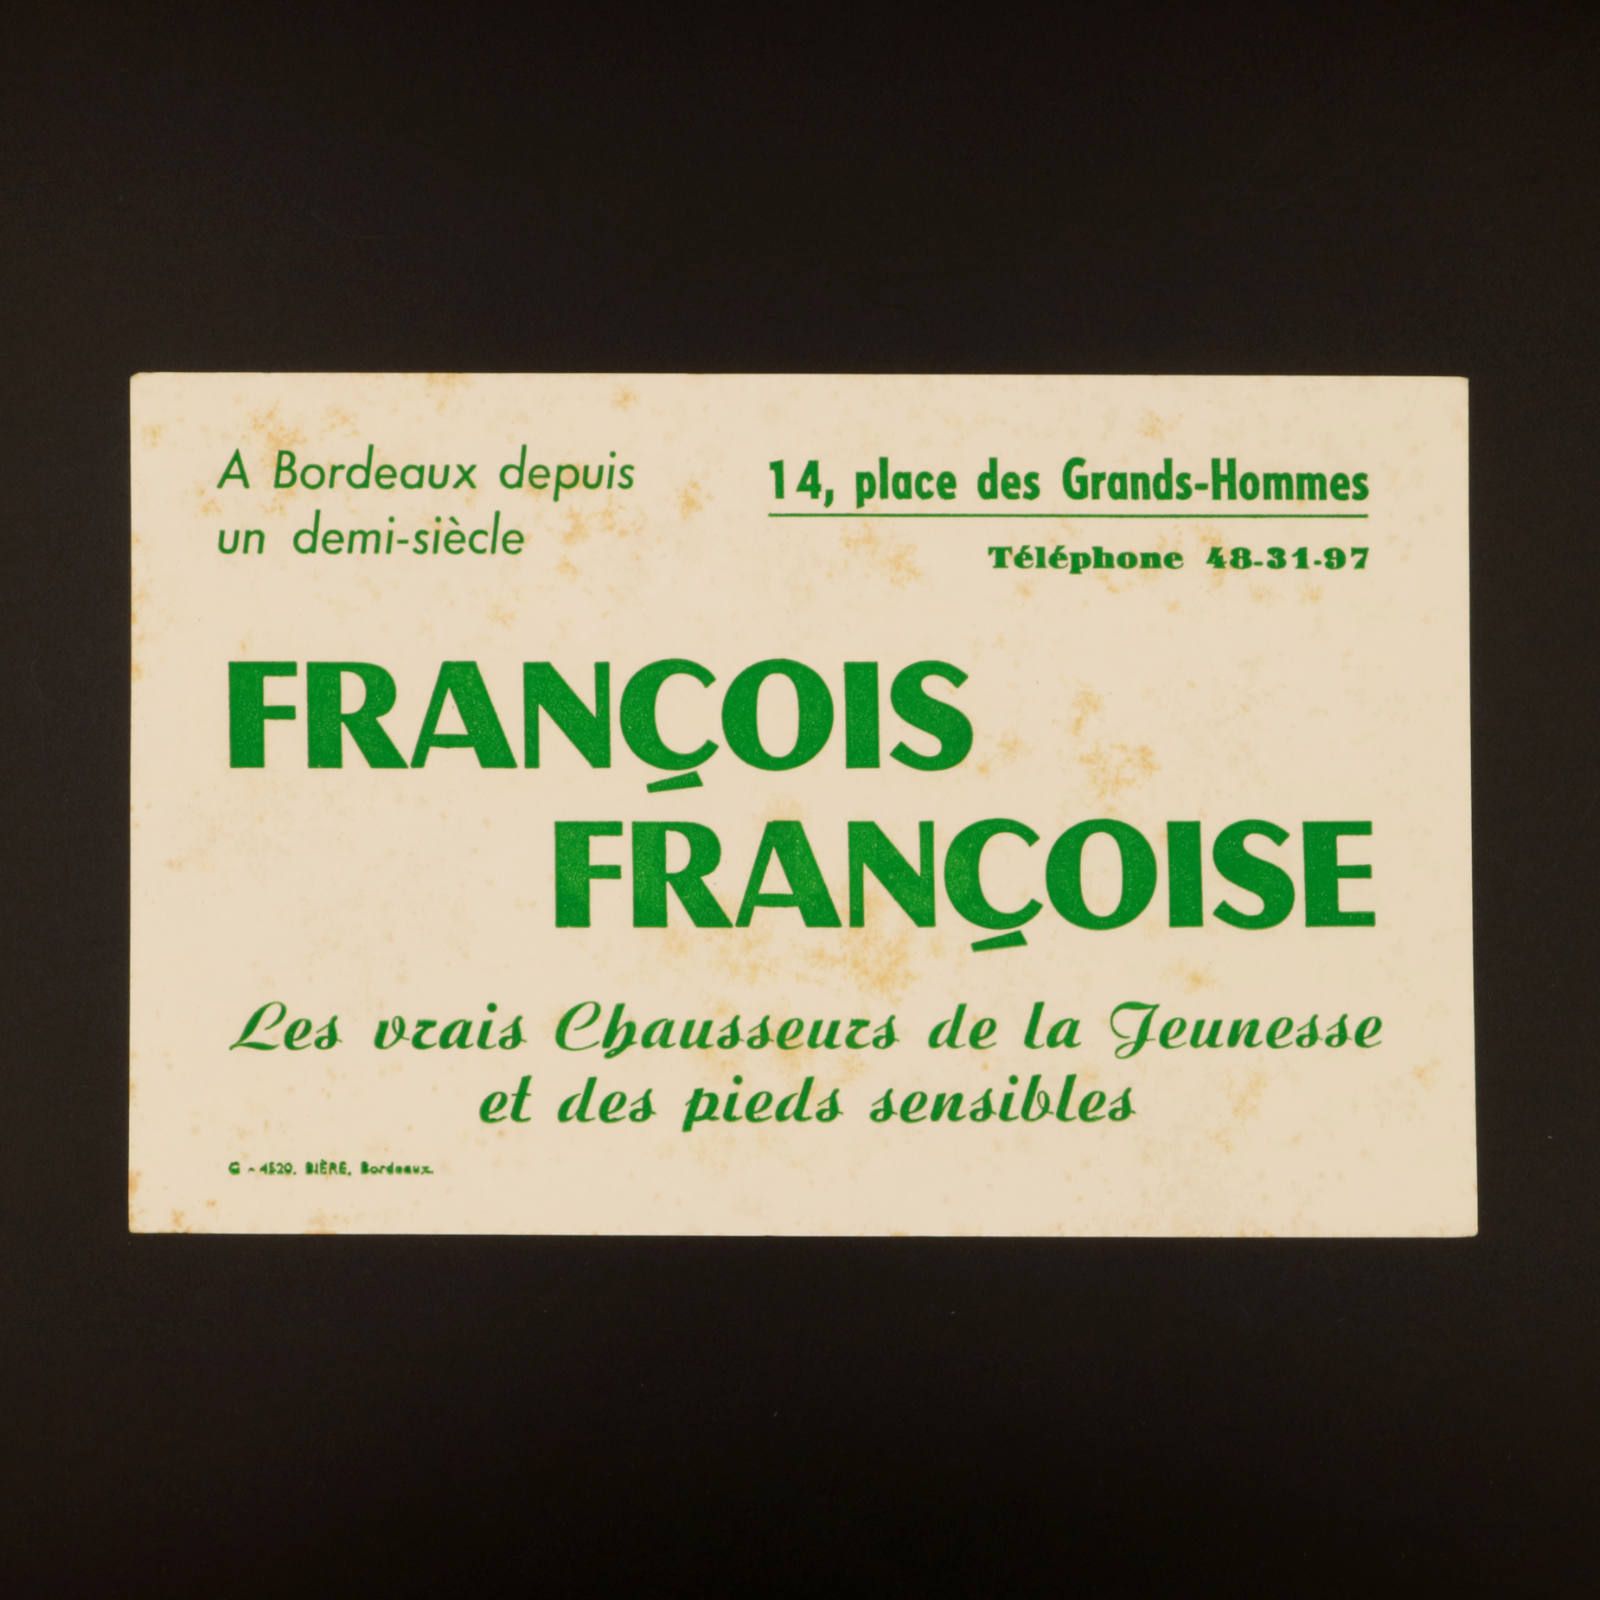 A Bordeaux depuis
un demi-siècle
14, place des Grands-Hommes
Téléphone 48-31-97
FRANÇOIS
FRANÇOISE
Les vrais Chausseurs de la Jeunesse
et des pieds sensibles
G - 4520. BIÈRE, Bordeaux.